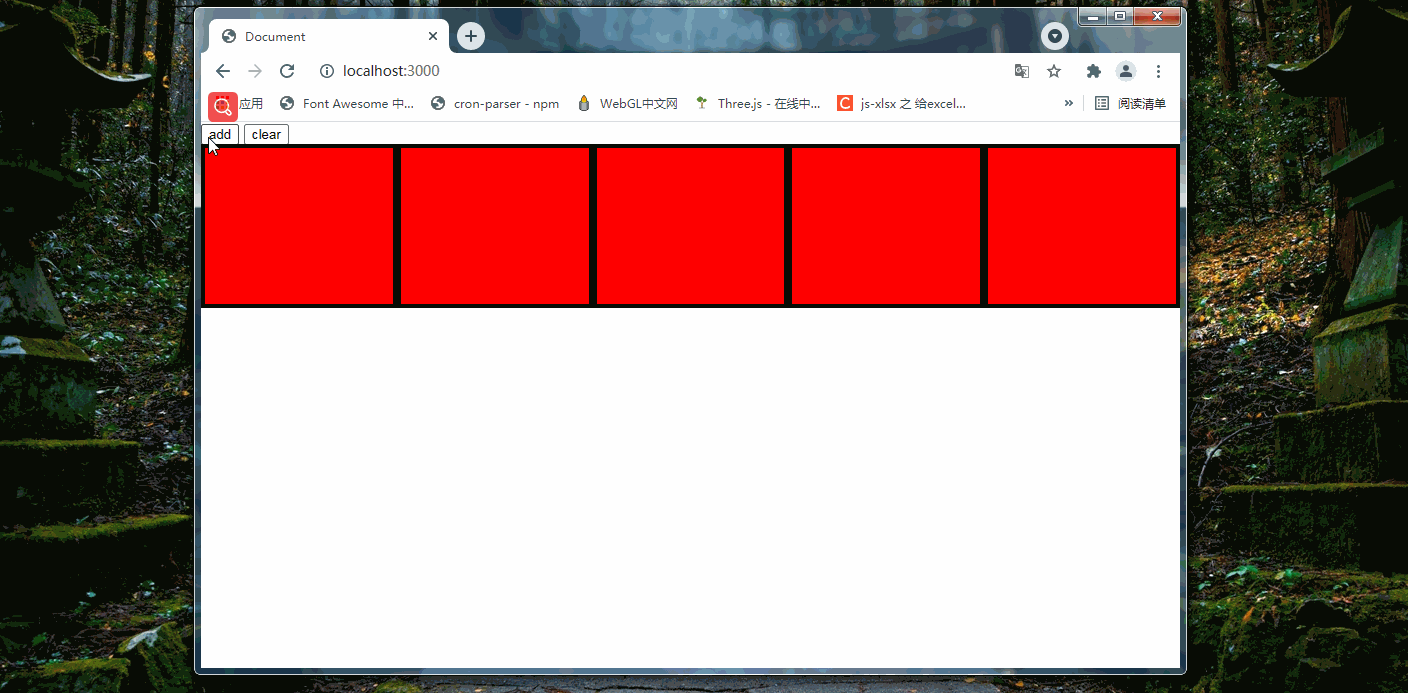 Document
localhost:3000
应用 Font Awesome 中... cron-parser - npm WebGL中文网 Three.js - 在线中... C js-xlsx 之 给excel... » 阅读清单
add clear